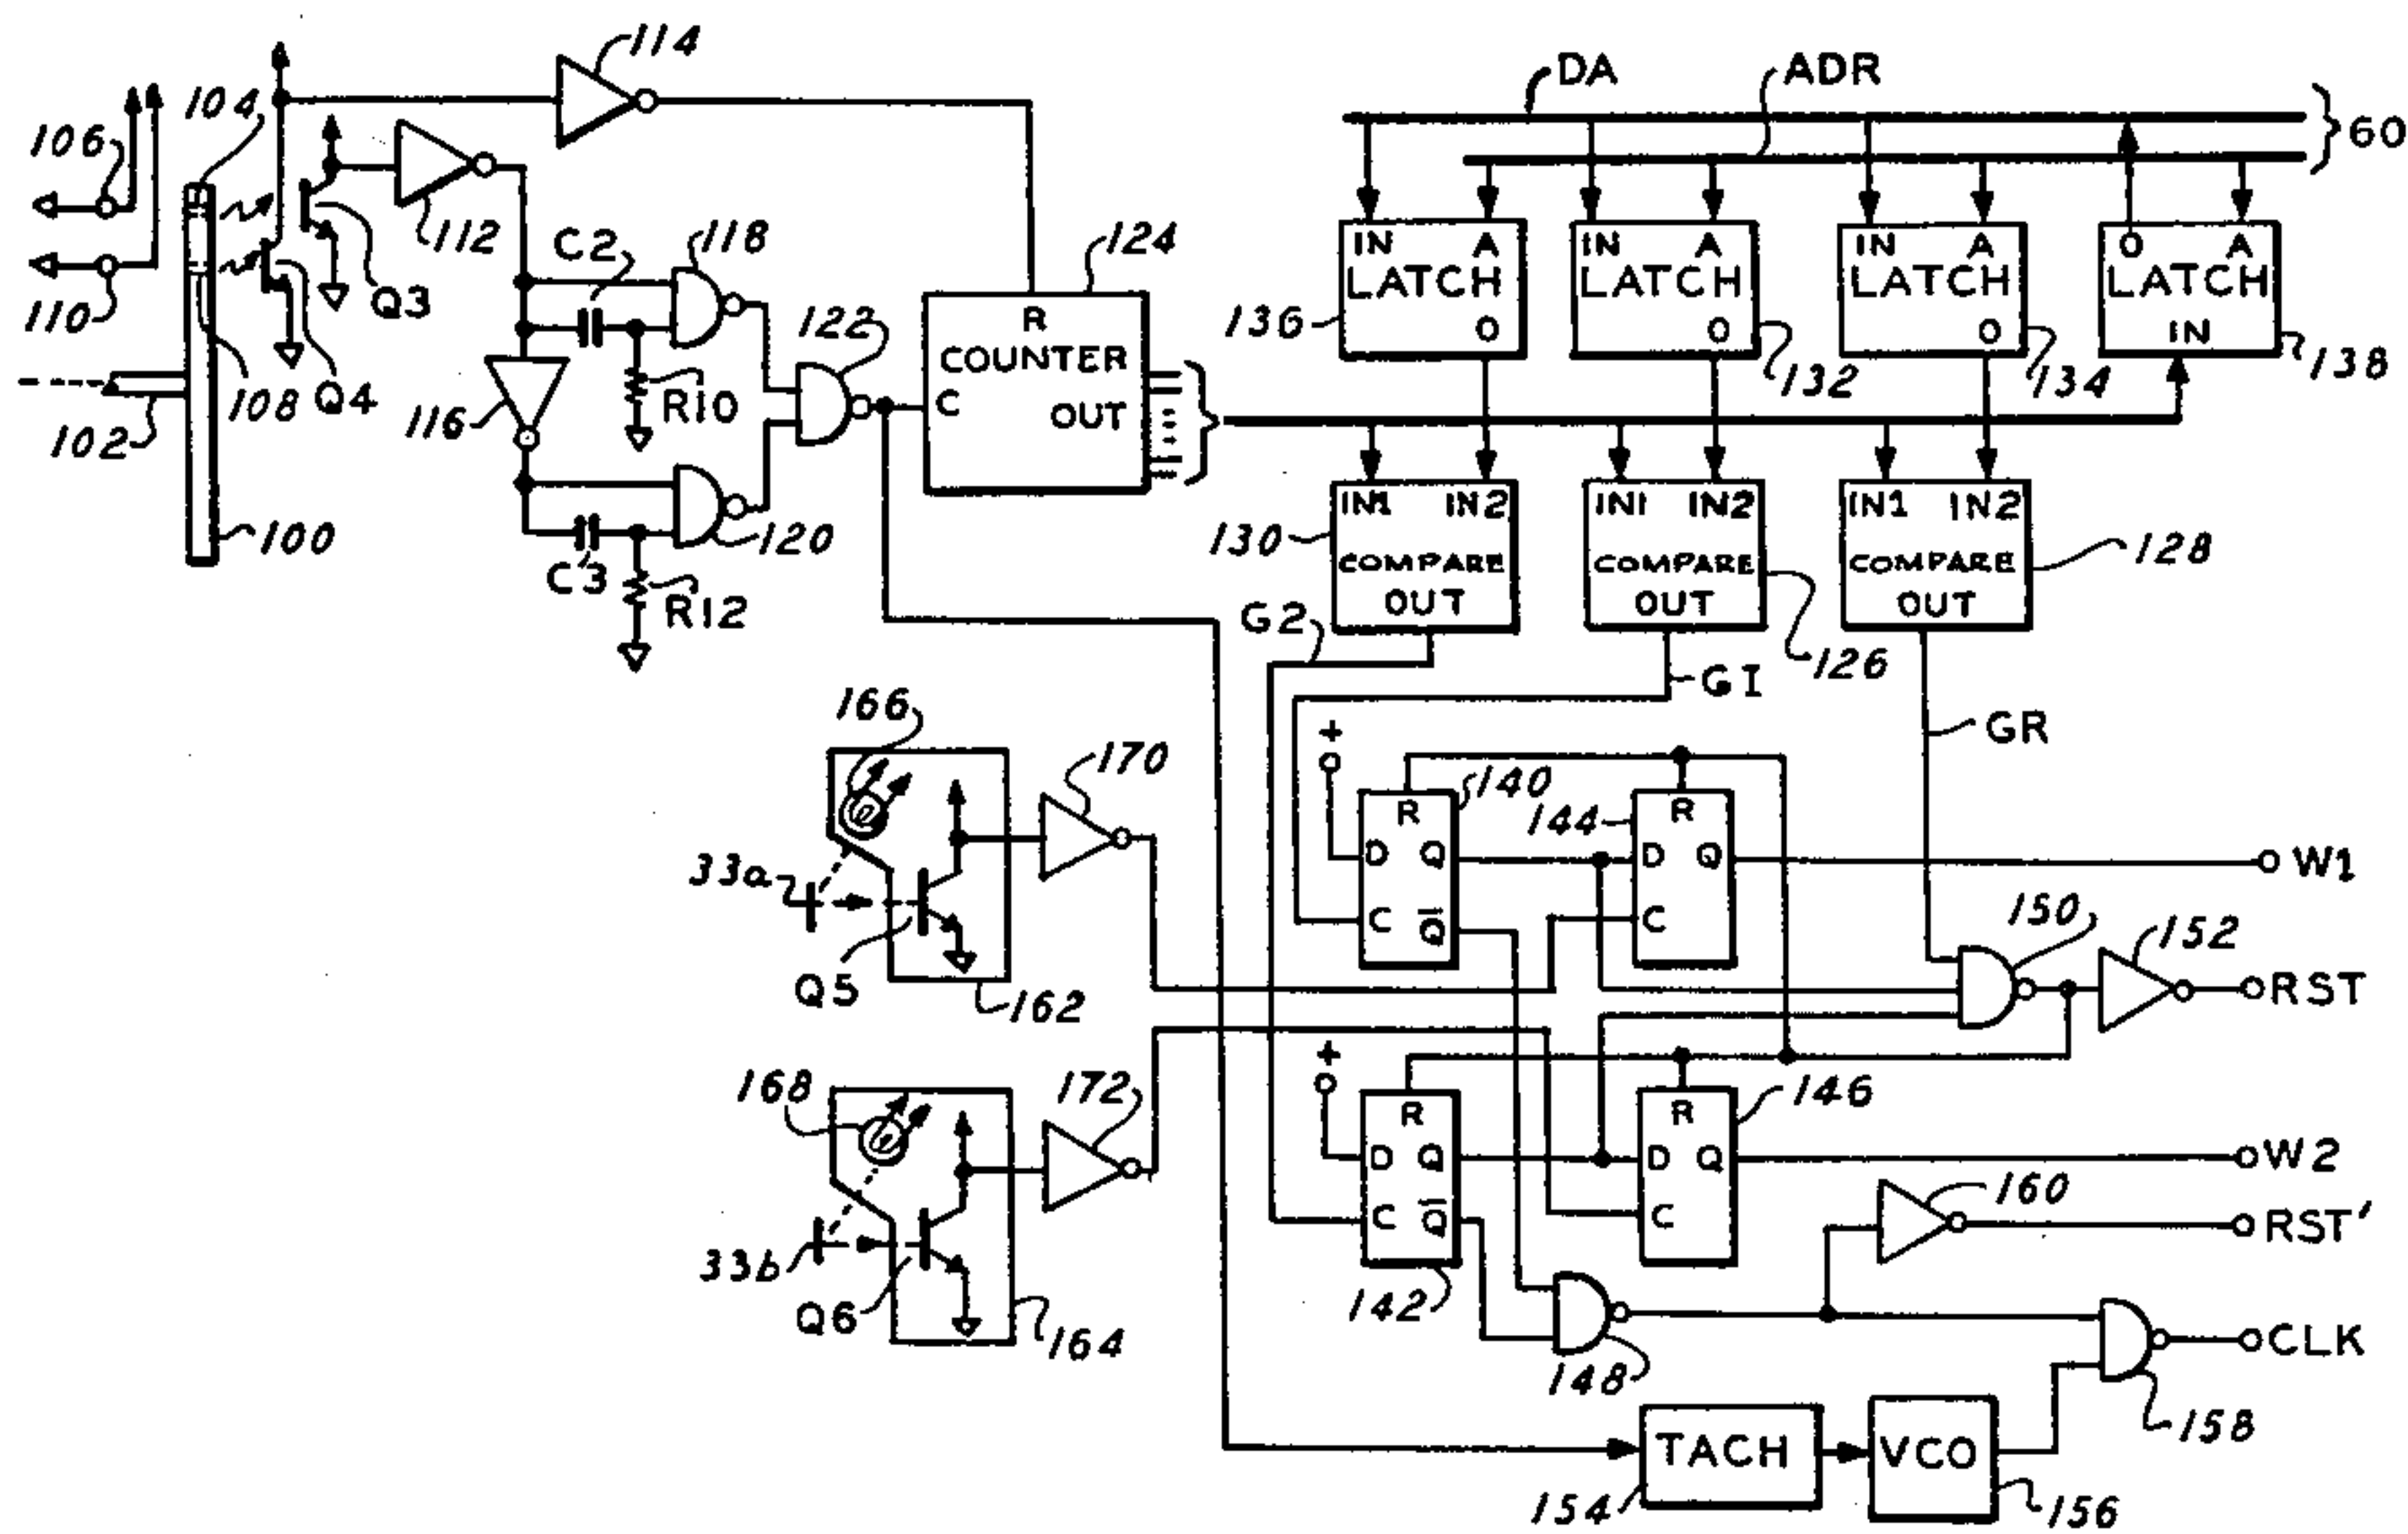 114
DA
ADR
60
104
106
112
C2
118
124
110
Q3
108
Q4
102
116
R10
122
R
COUNTER
C
OUT
IN A
LATCH
O
136
IN A
LATCH
O
132
IN A
LATCH
O
134
O A
LATCH
IN
138
100
C3
R12
120
130
IN1 IN2
COMPARE
OUT
IN1 IN2
COMPARE
OUT
126
IN1 IN2
COMPARE
OUT
128
G2
G1
GR
166
170
+
140
R
D Q
C Q̅
144
R
D Q
C
W1
33a
Q5
162
150
152
RST
168
172
+
R
D Q
C Q̅
142
R
D Q
C
146
W2
160
RST'
33b
Q6
164
148
CLK
158
TACH
154
VCO
156